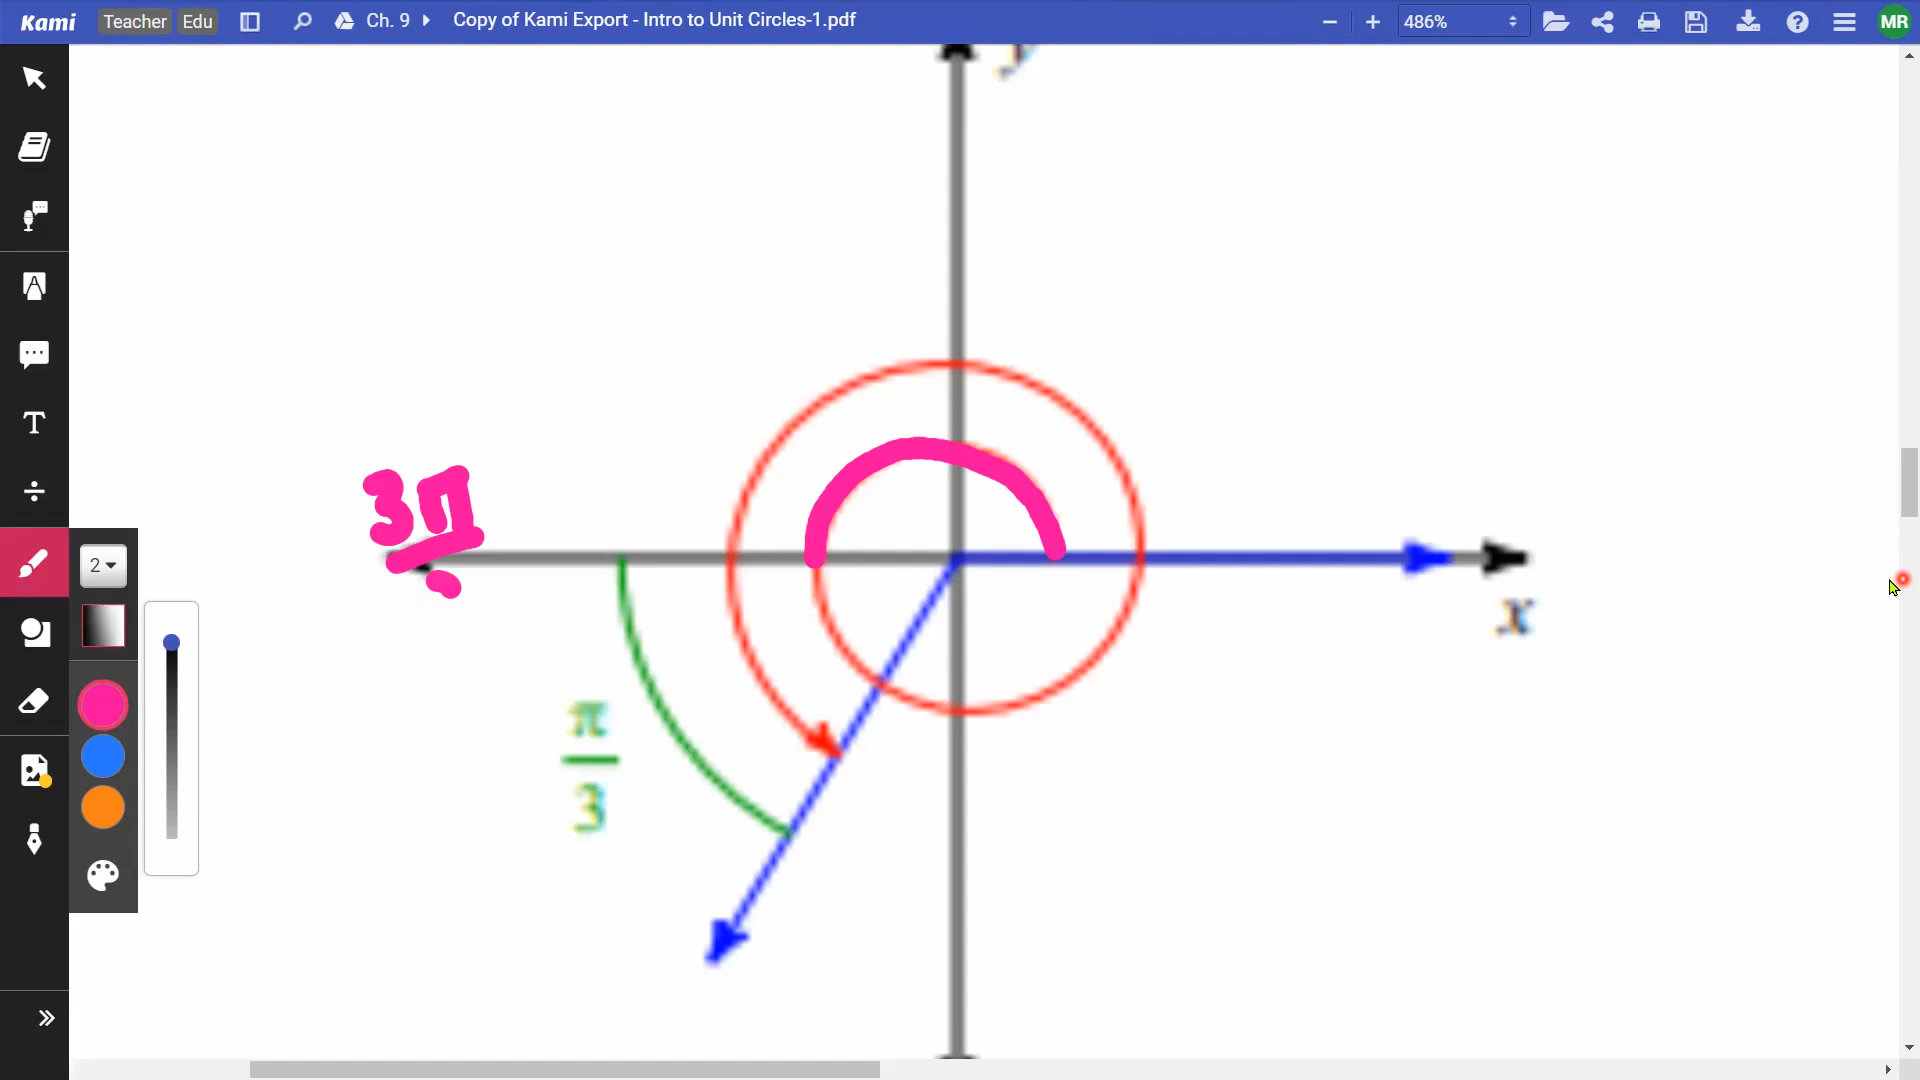 Kami Teacher Edu Ch. 9 Copy of Kami Export - Intro to Unit Circles-1.pdf 486% MR
y
3π
x
2
π
3
T